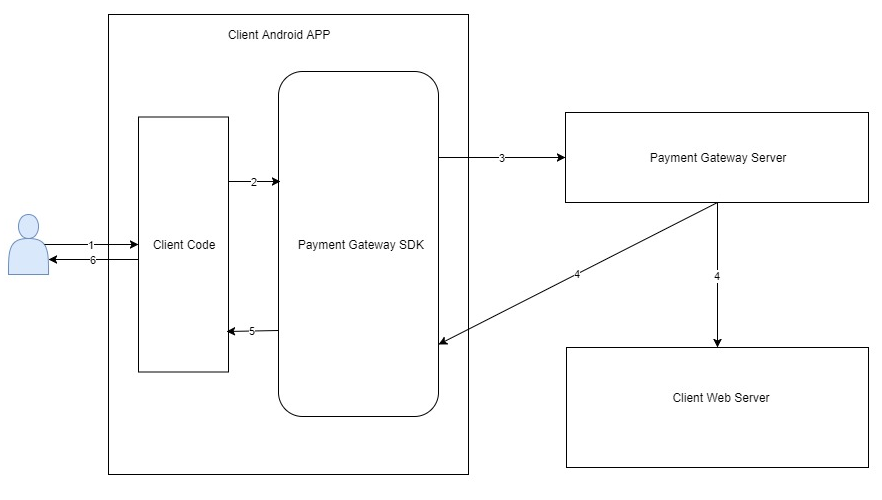 Client Android APP
2
3
Payment Gateway Server
1
Client Code
Payment Gateway SDK
6
4
4
5
Client Web Server